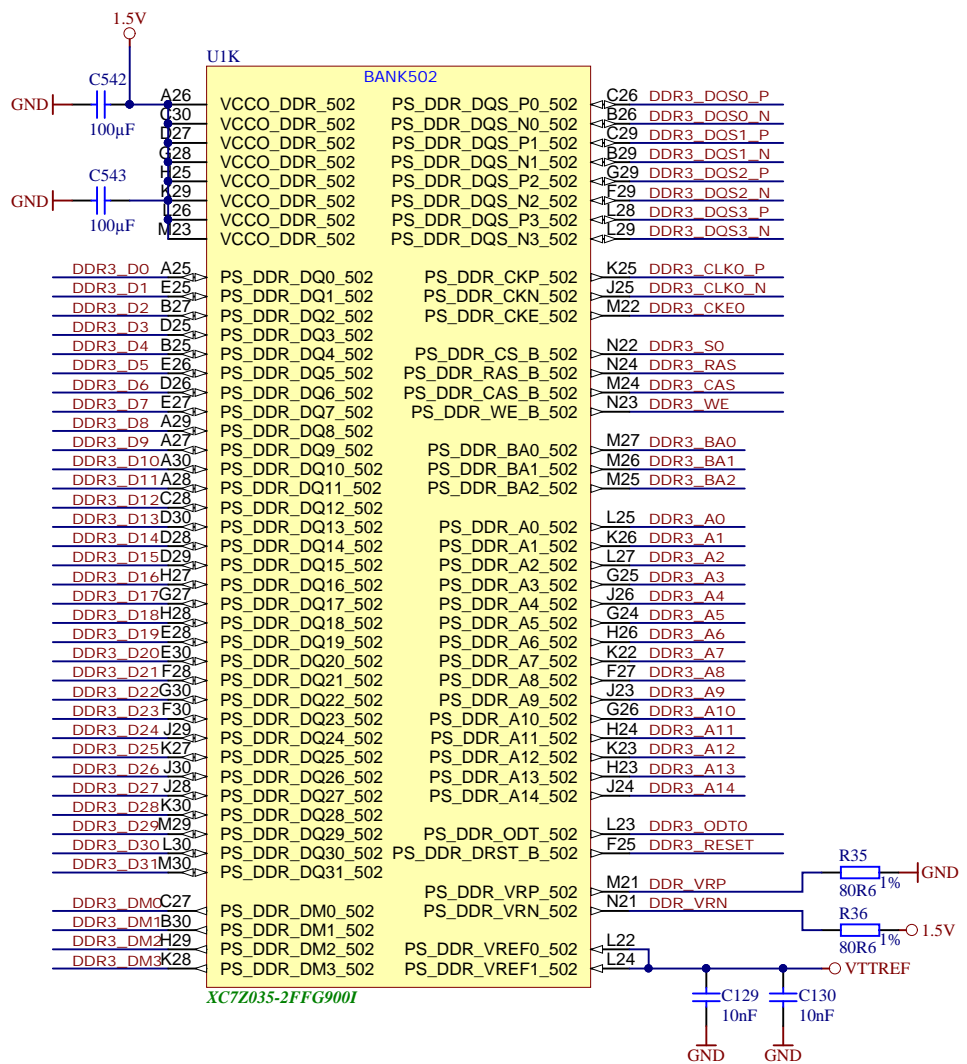 1.5V
U1K
BANK502
C542
GND
100µF
A26 VCCO_DDR_502 PS_DDR_DQS_P0_502 C26 DDR3_DQS0_P
C30 VCCO_DDR_502 PS_DDR_DQS_N0_502 B26 DDR3_DQS0_N
D27 VCCO_DDR_502 PS_DDR_DQS_P1_502 C29 DDR3_DQS1_P
G28 VCCO_DDR_502 PS_DDR_DQS_N1_502 B29 DDR3_DQS1_N
C543
GND
100µF
H25 VCCO_DDR_502 PS_DDR_DQS_P2_502 G29 DDR3_DQS2_P
K29 VCCO_DDR_502 PS_DDR_DQS_N2_502 F29 DDR3_DQS2_N
L26 VCCO_DDR_502 PS_DDR_DQS_P3_502 L28 DDR3_DQS3_P
M23 VCCO_DDR_502 PS_DDR_DQS_N3_502 L29 DDR3_DQS3_N
DDR3_D0 A25 PS_DDR_DQ0_502 PS_DDR_CKP_502 K25 DDR3_CLK0_P
DDR3_D1 E25 PS_DDR_DQ1_502 PS_DDR_CKN_502 J25 DDR3_CLK0_N
DDR3_D2 B27 PS_DDR_DQ2_502 PS_DDR_CKE_502 M22 DDR3_CKE0
DDR3_D3 D25 PS_DDR_DQ3_502
DDR3_D4 B25 PS_DDR_DQ4_502 PS_DDR_CS_B_502 N22 DDR3_S0
DDR3_D5 E26 PS_DDR_DQ5_502 PS_DDR_RAS_B_502 N24 DDR3_RAS
DDR3_D6 D26 PS_DDR_DQ6_502 PS_DDR_CAS_B_502 M24 DDR3_CAS
DDR3_D7 E27 PS_DDR_DQ7_502 PS_DDR_WE_B_502 N23 DDR3_WE
DDR3_D8 A29 PS_DDR_DQ8_502
DDR3_D9 A27 PS_DDR_DQ9_502 PS_DDR_BA0_502 M27 DDR3_BA0
DDR3_D10 A30 PS_DDR_DQ10_502 PS_DDR_BA1_502 M26 DDR3_BA1
DDR3_D11 A28 PS_DDR_DQ11_502 PS_DDR_BA2_502 M25 DDR3_BA2
DDR3_D12 C28 PS_DDR_DQ12_502
DDR3_D13 D30 PS_DDR_DQ13_502 PS_DDR_A0_502 L25 DDR3_A0
DDR3_D14 D28 PS_DDR_DQ14_502 PS_DDR_A1_502 K26 DDR3_A1
DDR3_D15 D29 PS_DDR_DQ15_502 PS_DDR_A2_502 L27 DDR3_A2
DDR3_D16 H27 PS_DDR_DQ16_502 PS_DDR_A3_502 G25 DDR3_A3
DDR3_D17 G27 PS_DDR_DQ17_502 PS_DDR_A4_502 J26 DDR3_A4
DDR3_D18 H28 PS_DDR_DQ18_502 PS_DDR_A5_502 G24 DDR3_A5
DDR3_D19 E28 PS_DDR_DQ19_502 PS_DDR_A6_502 H26 DDR3_A6
DDR3_D20 E30 PS_DDR_DQ20_502 PS_DDR_A7_502 K22 DDR3_A7
DDR3_D21 F28 PS_DDR_DQ21_502 PS_DDR_A8_502 F27 DDR3_A8
DDR3_D22 G30 PS_DDR_DQ22_502 PS_DDR_A9_502 J23 DDR3_A9
DDR3_D23 F30 PS_DDR_DQ23_502 PS_DDR_A10_502 G26 DDR3_A10
DDR3_D24 J29 PS_DDR_DQ24_502 PS_DDR_A11_502 H24 DDR3_A11
DDR3_D25 K27 PS_DDR_DQ25_502 PS_DDR_A12_502 K23 DDR3_A12
DDR3_D26 J30 PS_DDR_DQ26_502 PS_DDR_A13_502 H23 DDR3_A13
DDR3_D27 J28 PS_DDR_DQ27_502 PS_DDR_A14_502 J24 DDR3_A14
DDR3_D28 K30 PS_DDR_DQ28_502
DDR3_D29 M29 PS_DDR_DQ29_502 PS_DDR_ODT_502 L23 DDR3_ODT0
DDR3_D30 L30 PS_DDR_DQ30_502 PS_DDR_DRST_B_502 F25 DDR3_RESET
DDR3_D31 M30 PS_DDR_DQ31_502
R35
PS_DDR_VRP_502 M21 DDR_VRP 80R6 1% GND
DDR3_DM0 C27 PS_DDR_DM0_502 PS_DDR_VRN_502 N21 DDR_VRN
R36
DDR3_DM1 B30 PS_DDR_DM1_502 80R6 1% 1.5V
DDR3_DM2 H29 PS_DDR_DM2_502 PS_DDR_VREF0_502 L22
DDR3_DM3 K28 PS_DDR_DM3_502 PS_DDR_VREF1_502 L24 VTTREF
XC7Z035-2FFG900I
C129 C130
10nF 10nF
GND GND